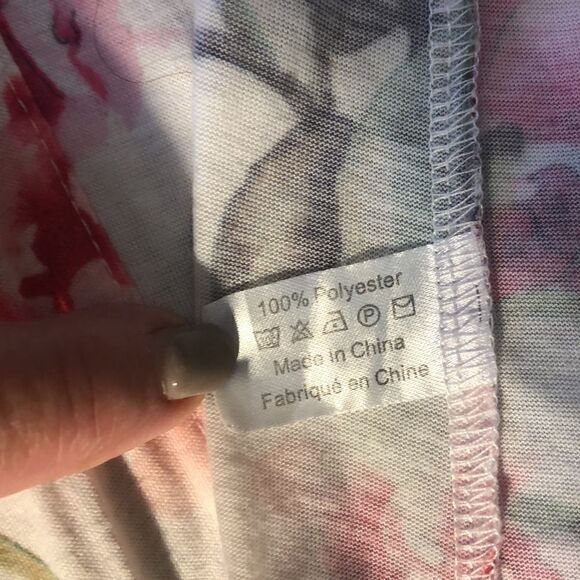 100% Polyester
P
Made in China
Fabriqué en Chine